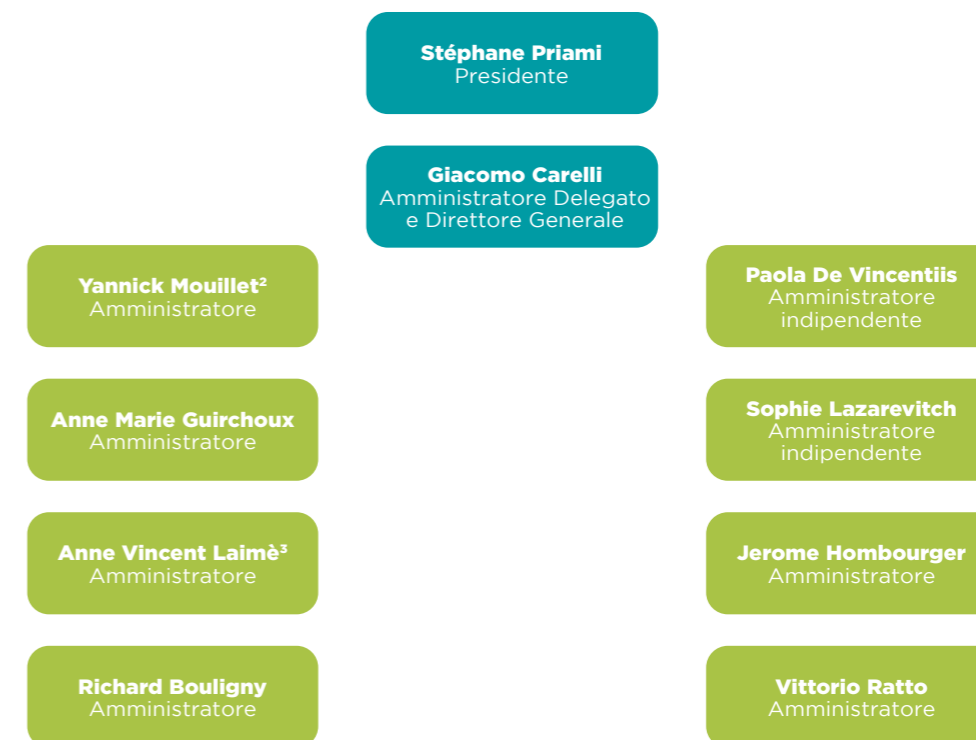 Stéphane Priami
Presidente
Giacomo Carelli
Amministratore Delegato
e Direttore Generale
Yannick Mouillet²
Amministratore
Paola De Vincentiis
Amministratore
indipendente
Anne Marie Guirchoux
Amministratore
Sophie Lazarevitch
Amministratore
indipendente
Anne Vincent Laimè³
Amministratore
Jerome Hombourger
Amministratore
Richard Bouligny
Amministratore
Vittorio Ratto
Amministratore